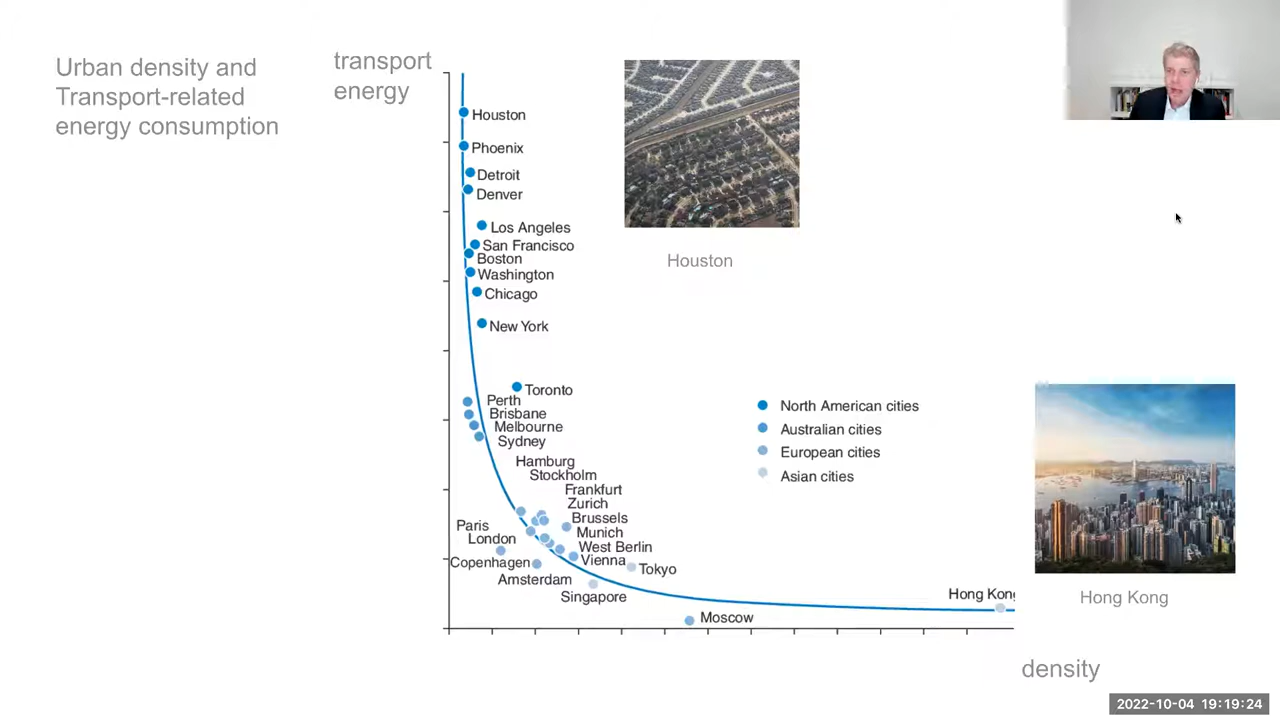 Urban density and
Transport-related
energy consumption
transport
energy
Houston
Phoenix
Detroit
Denver
Los Angeles
San Francisco
Boston
Washington
Chicago
New York
Toronto
Perth
Brisbane
Melbourne
Sydney
Hamburg
Stockholm
Frankfurt
Zurich
Brussels
Munich
West Berlin
Vienna
Paris
London
Copenhagen
Amsterdam
Singapore
Tokyo
Moscow
Hong Kong
Houston
North American cities
Australian cities
European cities
Asian cities
Hong Kong
density
2022-10-04 19:19:24